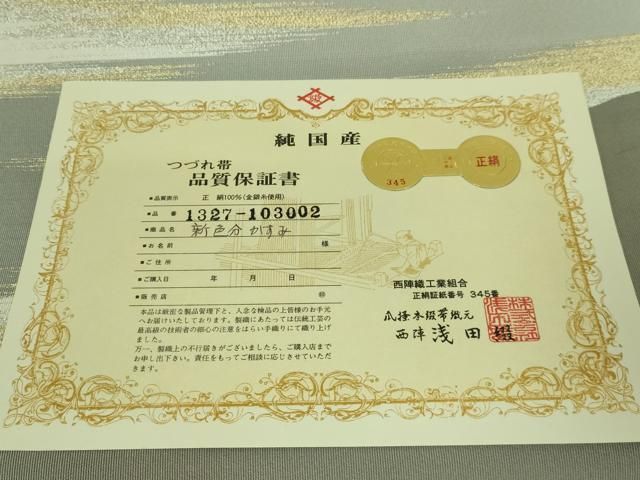 純国産
つづれ帯
品質保証書
345
正絹
■品質表示 正 絹100%(金銀糸使用)
■品 番 1327-103002
■商品名 新色分かすみ
■お名前 様
■ご住所
■ご購入日 年 月 日
■販売店 ㊞
本品は厳密な製品管理下と、入念な検品の上皆様のお手元
へお届けいたしております。製織にあたっては伝統工芸の
最高級の技術者の細心の注意をはらい手織りにて織り上げ
ました。
万一、製織上の不行届きがございましたら、ご購入店まで
お申し出下さい。責任をもってご相談に応じさせていただ
きます。
西陣織工業組合
正絹証紙番号 345番
爪掻本綴帯織元
西陣 浅田綴